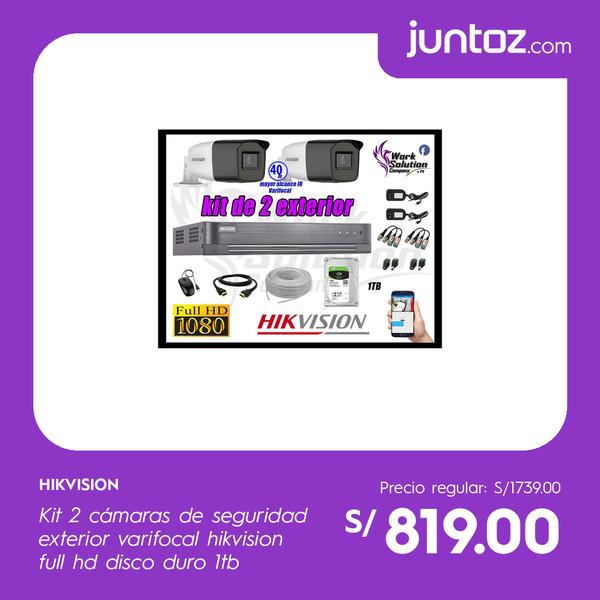 juntoz.com
Work
Solution
Company
40
mayor alcance IR
Varifocal
kit de 2 exterior
HIKVISION
1TB
Full HD
1080
HIKVISION
HIKVISION
Kit 2 cámaras de seguridad
exterior varifocal hikvision
full hd disco duro 1tb
Precio regular: S/1739.00
S/ 819.00